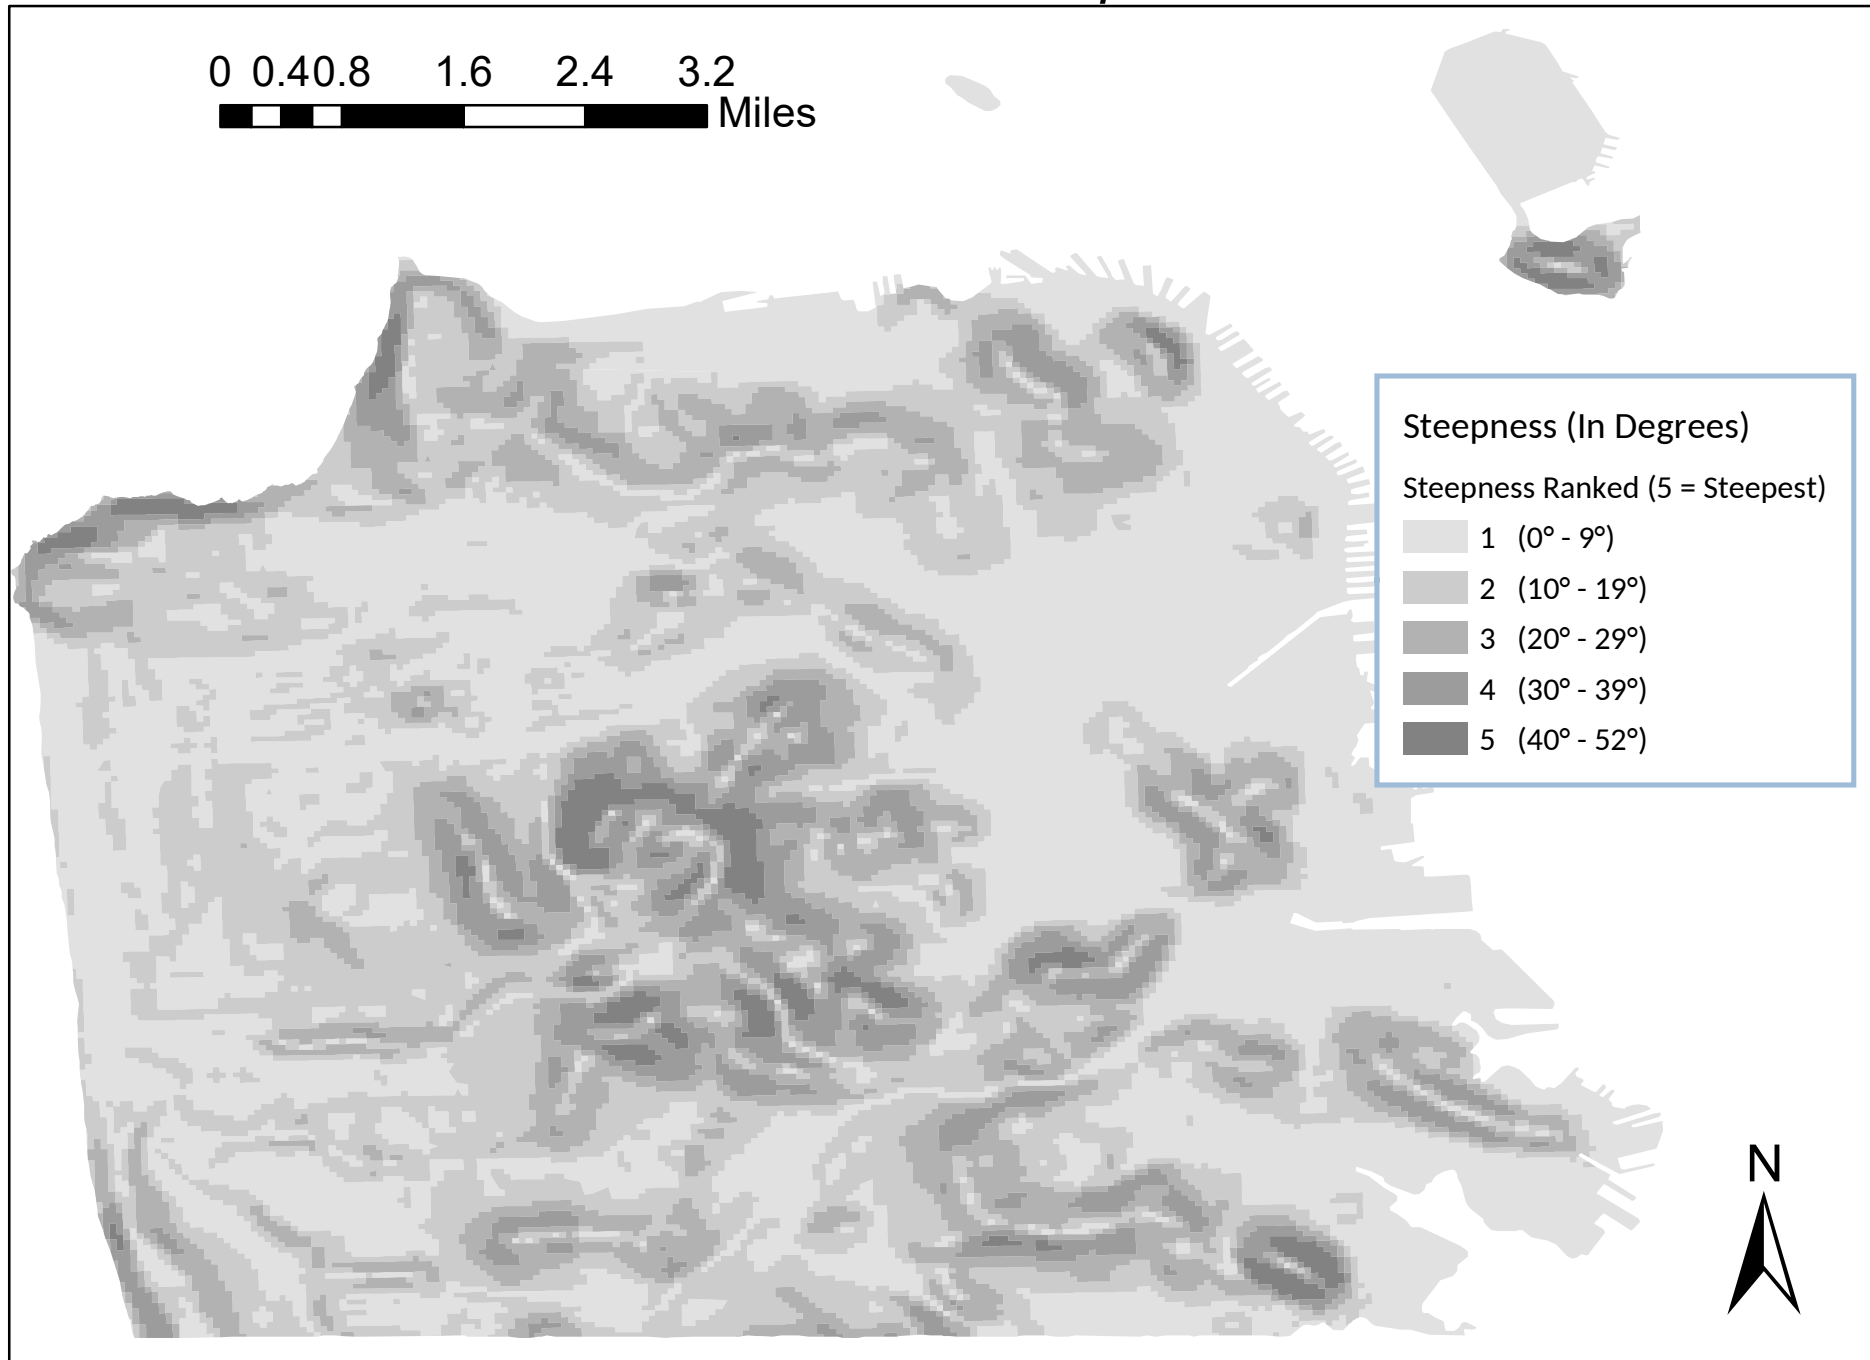 0 0.40.8 1.6 2.4 3.2
Miles
Steepness (In Degrees)
Steepness Ranked (5 = Steepest)
1 (0° - 9°)
2 (10° - 19°)
3 (20° - 29°)
4 (30° - 39°)
5 (40° - 52°)
N